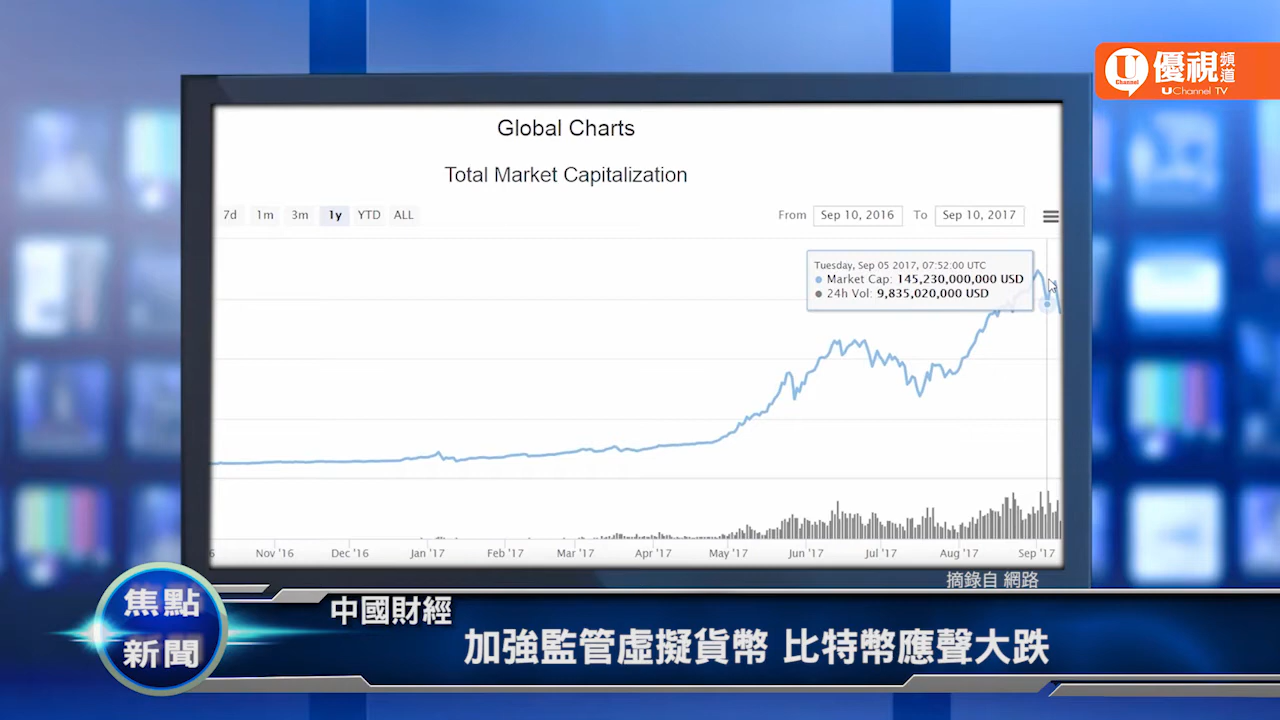 U
Channel
優視頻道
UChannel TV
Global Charts
Total Market Capitalization
7d 1m 3m 1y YTD ALL
From Sep 10, 2016 To Sep 10, 2017
Tuesday, Sep 05 2017, 07:52:00 UTC
Market Cap: 145,230,000,000 USD
24h Vol: 9,835,020,000 USD
6 Nov '16 Dec '16 Jan '17 Feb '17 Mar '17 Apr '17 May '17 Jun '17 Jul '17 Aug '17 Sep '17
摘錄自 網路
焦點
新聞
中國財經
加強監管虛擬貨幣 比特幣應聲大跌